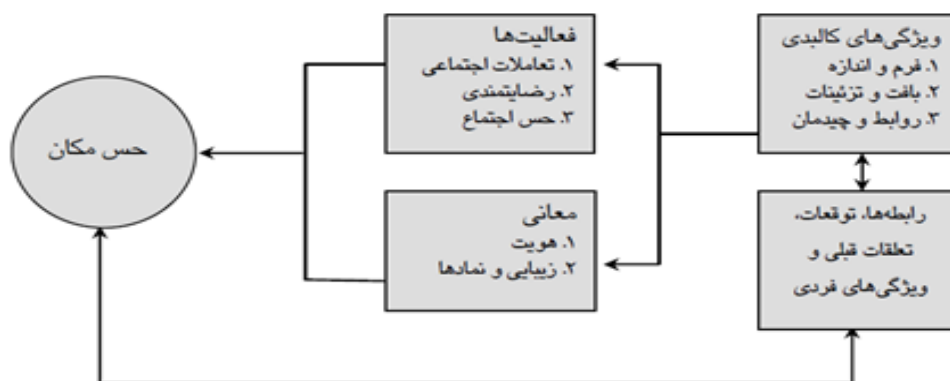 ویژگی‌های کالبدی
۱. فرم و اندازه
۲. بافت و تزئینات
۳. روابط و چیدمان
رابطه‌ها، توقعات،
تعلقات قبلی و
ویژگی‌های فردی
فعالیت‌ها
۱. تعاملات اجتماعی
۲. رضایتمندی
۳. حس اجتماع
معانی
۱. هویت
۲. زیبایی و نمادها
حس مکان